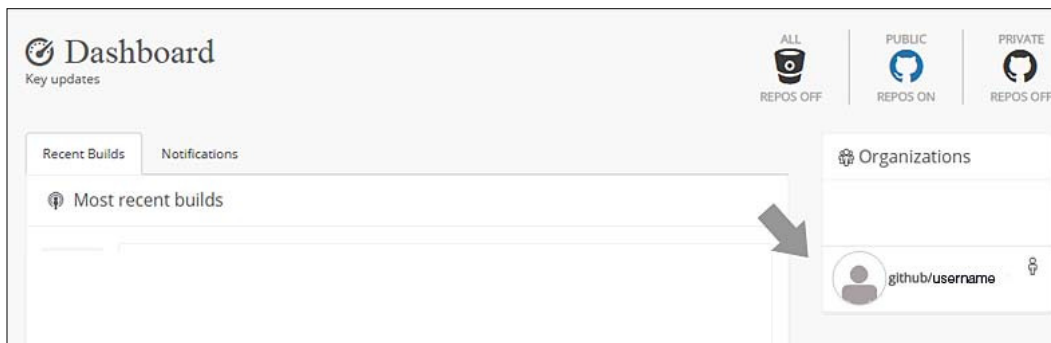 Dashboard
Key updates
ALL
REPOS OFF
PUBLIC
REPOS ON
PRIVATE
REPOS OFF
Recent Builds
Notifications
Most recent builds
Organizations
github/username